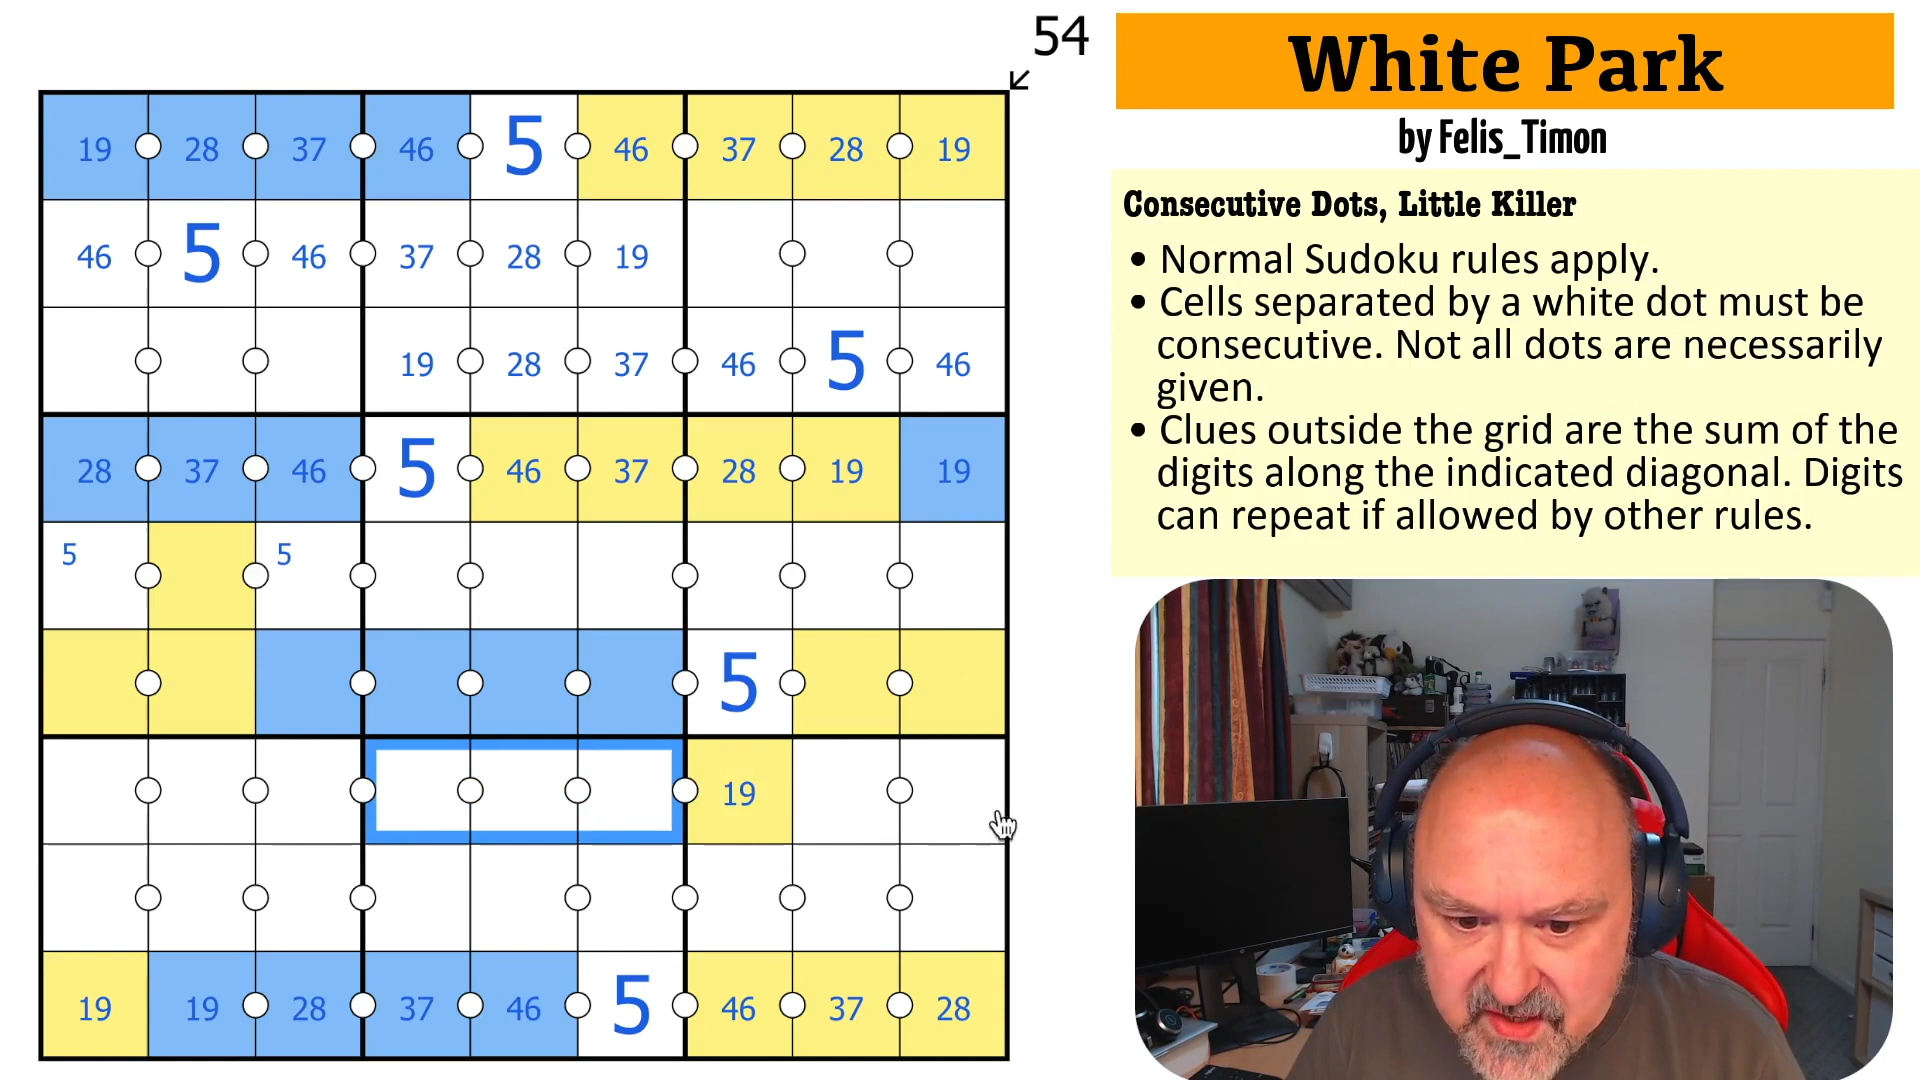 54
White Park
by Felis_Timon
Consecutive Dots, Little Killer
• Normal Sudoku rules apply.
• Cells separated by a white dot must be
consecutive. Not all dots are necessarily
given.
• Clues outside the grid are the sum of the
digits along the indicated diagonal. Digits
can repeat if allowed by other rules.
19 28 37 46 5 46 37 28 19
46 5 46 37 28 19
19 28 37 46 5 46
28 37 46 5 46 37 28 19 19
5 5
5
19
19 19 28 37 46 5 46 37 28